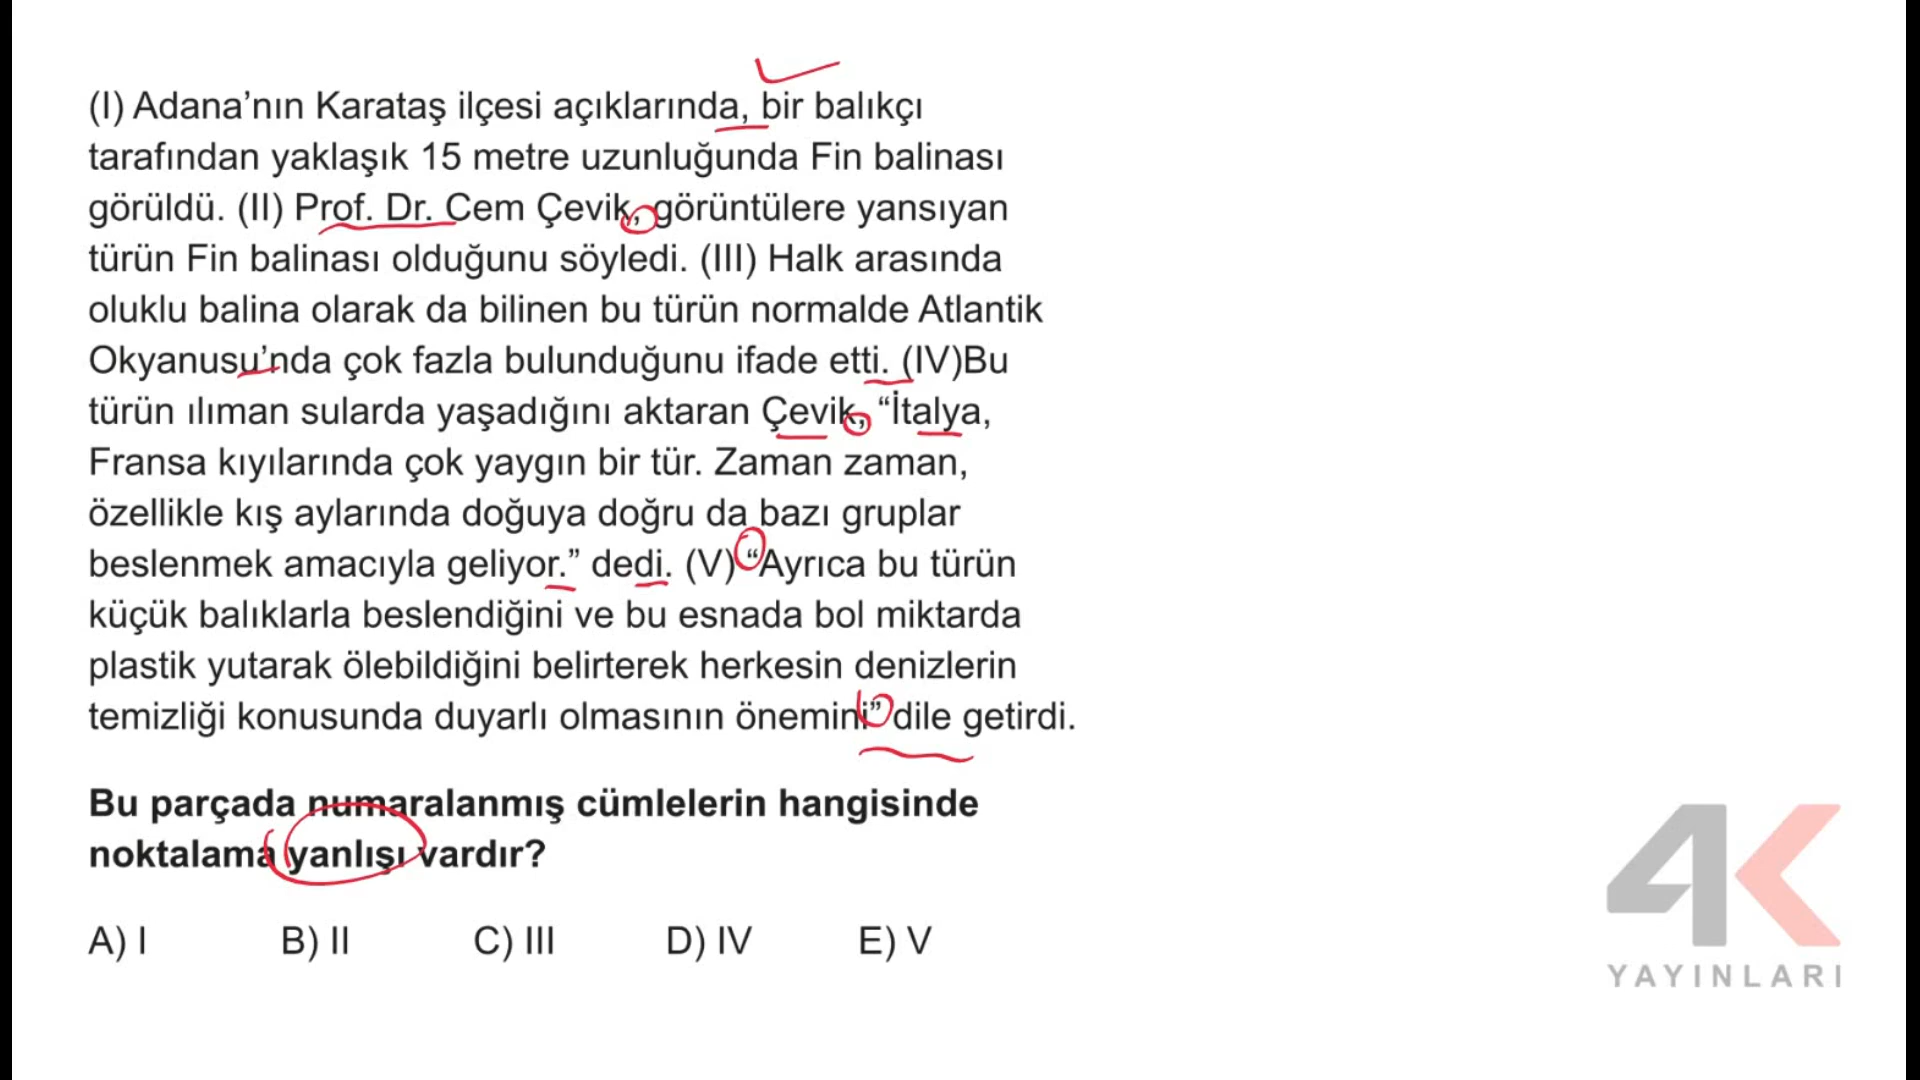 (I) Adana’nın Karataş ilçesi açıklarında, bir balıkçı
tarafından yaklaşık 15 metre uzunluğunda Fin balinası
görüldü. (II) Prof. Dr. Cem Çevik, görüntülere yansıyan
türün Fin balinası olduğunu söyledi. (III) Halk arasında
oluklu balina olarak da bilinen bu türün normalde Atlantik
Okyanusu’nda çok fazla bulunduğunu ifade etti. (IV)Bu
türün ılıman sularda yaşadığını aktaran Çevik, “İtalya,
Fransa kıyılarında çok yaygın bir tür. Zaman zaman,
özellikle kış aylarında doğuya doğru da bazı gruplar
beslenmek amacıyla geliyor.” dedi. (V) “Ayrıca bu türün
küçük balıklarla beslendiğini ve bu esnada bol miktarda
plastik yutarak ölebildiğini belirterek herkesin denizlerin
temizliği konusunda duyarlı olmasının önemini” dile getirdi.
Bu parçada numaralanmış cümlelerin hangisinde
noktalama yanlışı vardır?
A) I B) II C) III D) IV E) V
4K
YAYINLARI